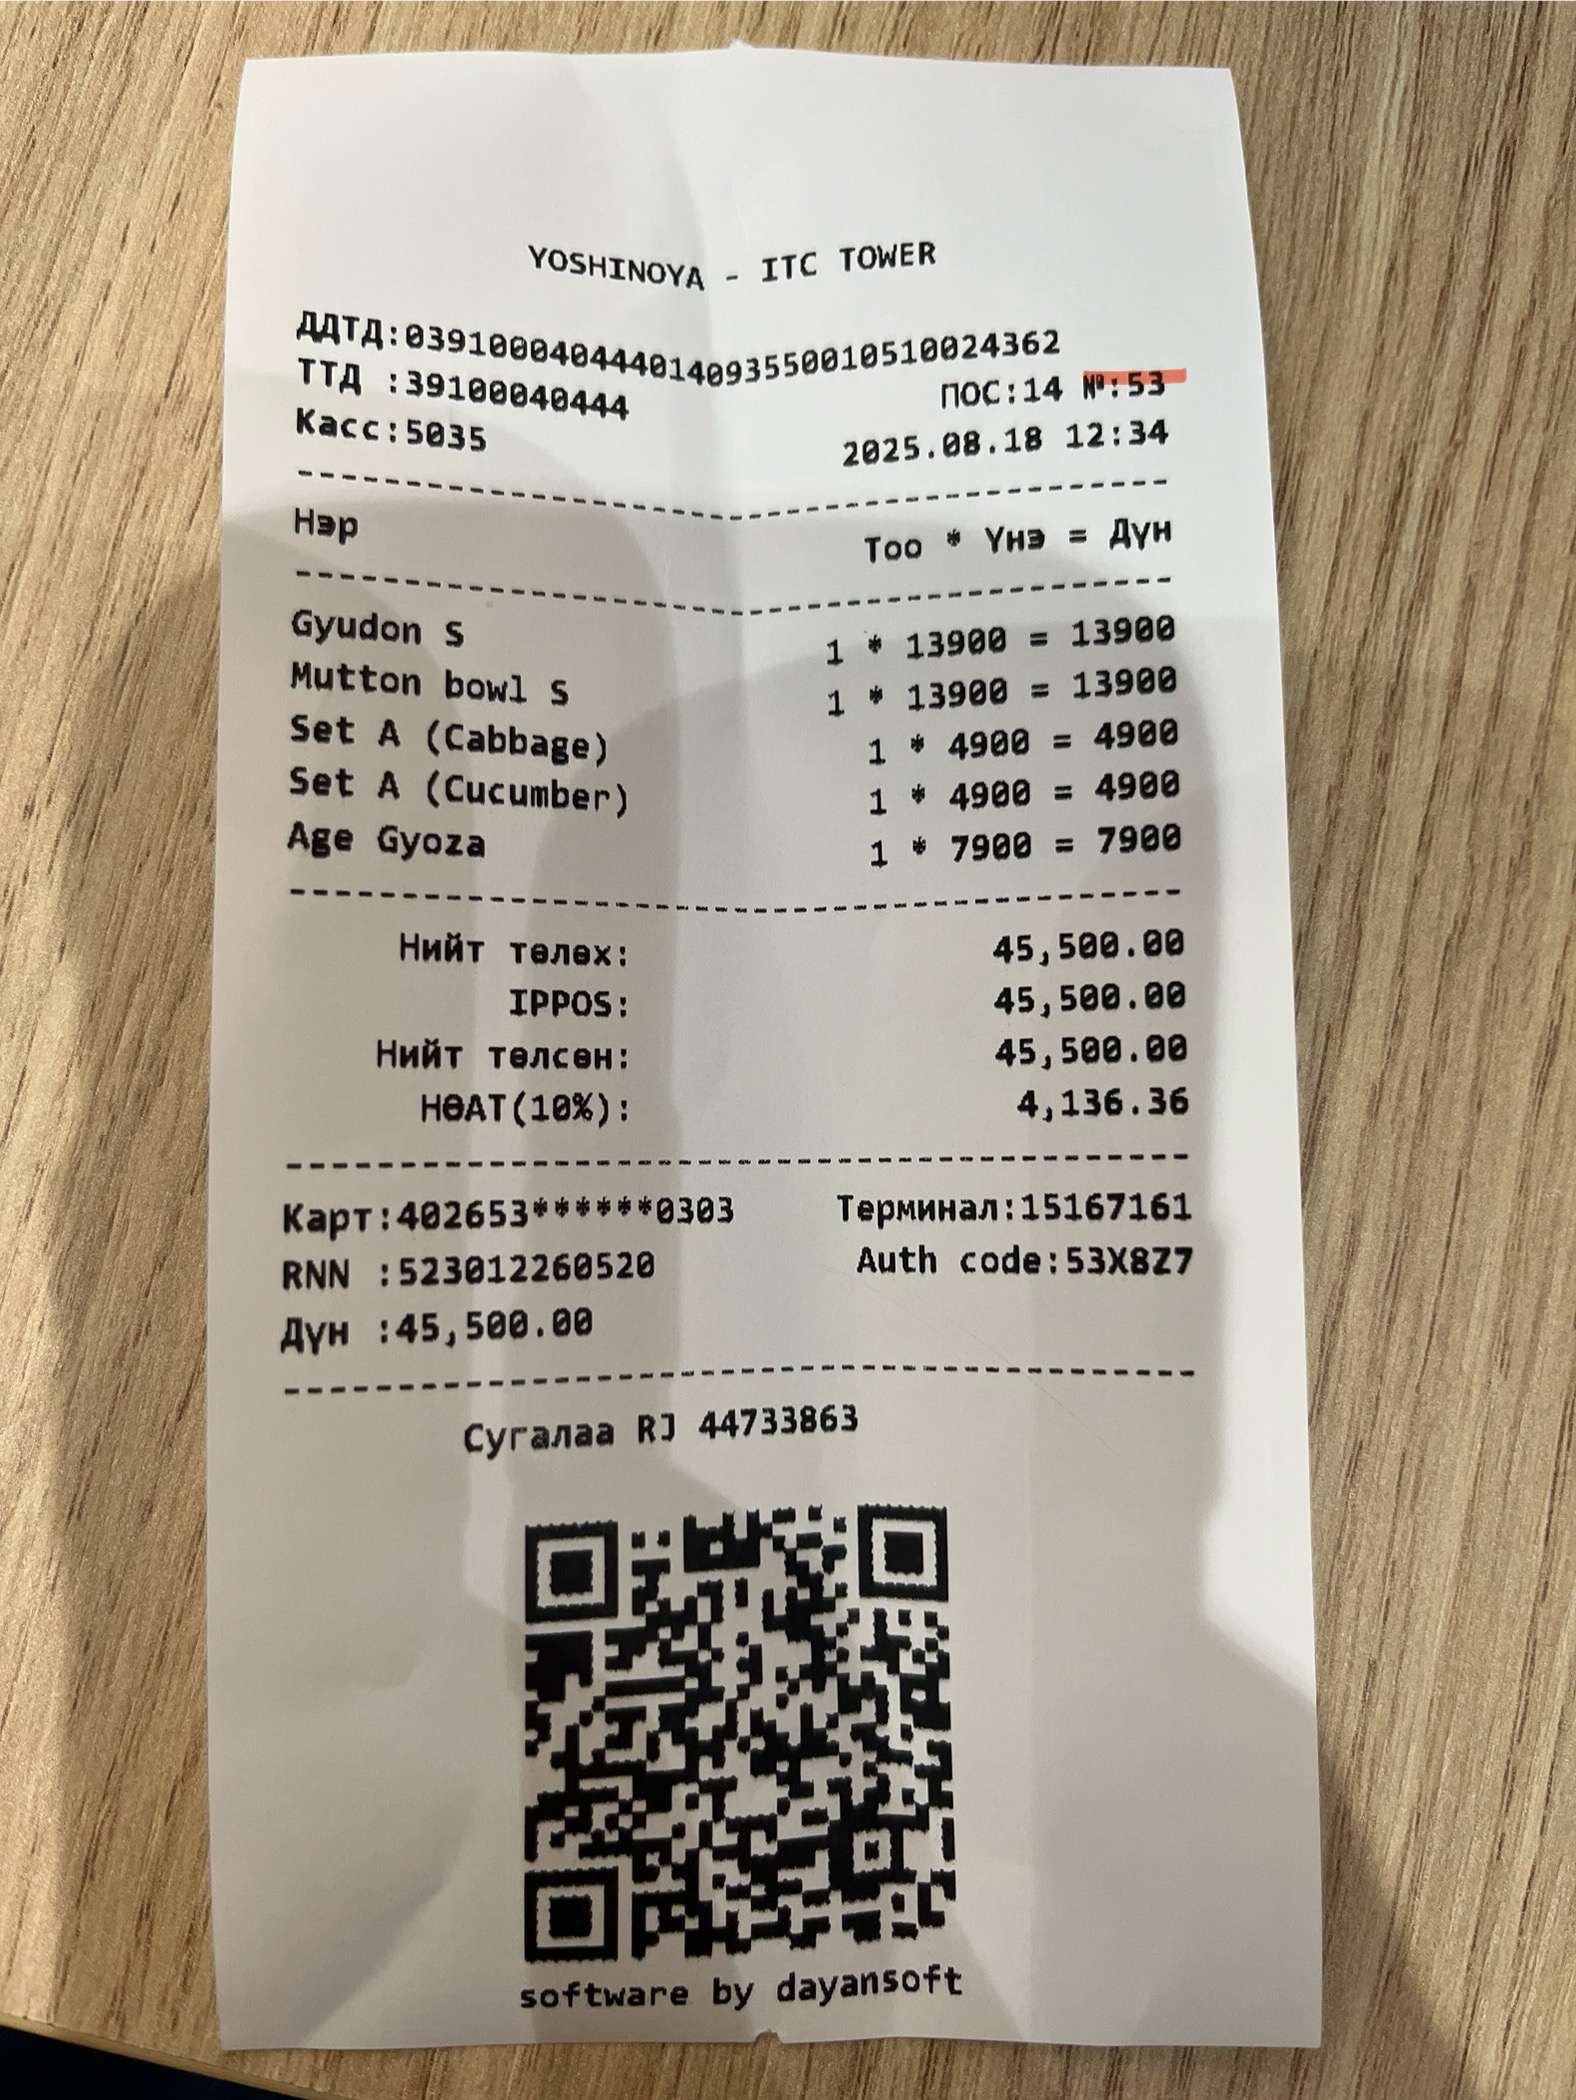 YOSHINOYA - ITC TOWER
ДДТД:039100040444014093550010510024362
ТТД :39100040444 ПОС:14 №:53
Касс:5035 2025.08.18 12:34
Нэр Тоо * Үнэ = Дүн
Gyudon S 1 * 13900 = 13900
Mutton bowl S 1 * 13900 = 13900
Set A (Cabbage) 1 * 4900 = 4900
Set A (Cucumber) 1 * 4900 = 4900
Age Gyoza 1 * 7900 = 7900
Нийт төлөх: 45,500.00
IPPOS: 45,500.00
Нийт төлсөн: 45,500.00
НӨАТ(10%): 4,136.36
Карт:402653******0303 Терминал:15167161
RNN :523012260520 Auth code:53X8Z7
Дүн :45,500.00
Сугалаа RJ 44733863
software by dayansoft